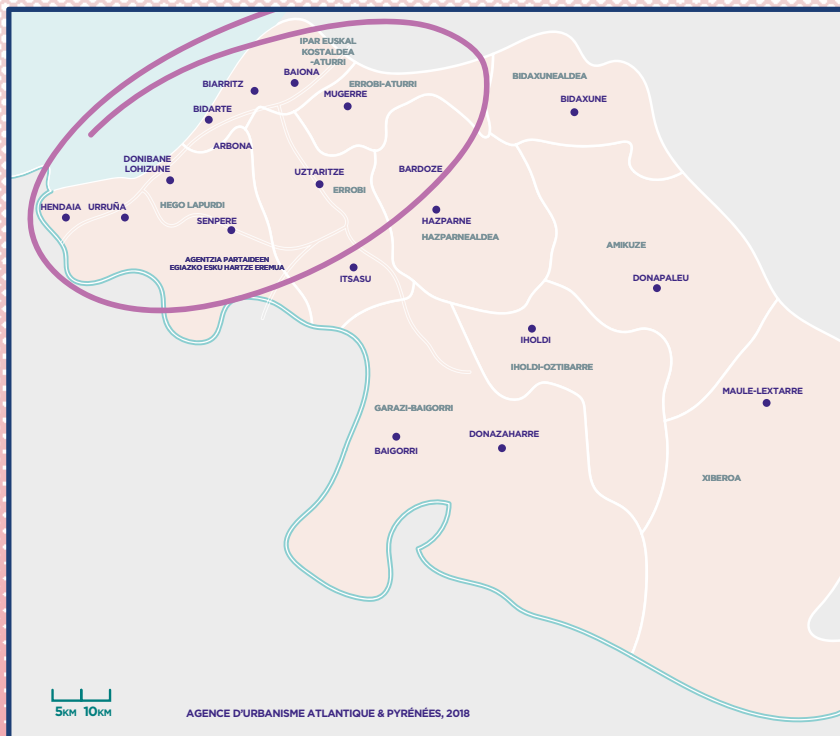 IPAR EUSKAL
KOSTALDEA
-ATURRI
BAIONA
BIARRITZ
ERROBI-ATURRI
MUGERRE
BIDAXUNEALDEA
BIDAXUNE
BIDARTE
ARBONA
DONIBANE
LOHIZUNE
UZTARITZE
BARDOZE
ERROBI
HENDAIA
URRUÑA
HEGO LAPURDI
SENPERE
HAZPARNE
HAZPARNEALDEA
AMIKUZE
AGENTZIA PARTAIDEEN
EGIAZKO ESKU HARTZE EREMUA
ITSASU
DONAPALEU
IHOLDI
IHOLDI-OZTIBARRE
MAULE-LEXTARRE
GARAZI-BAIGORRI
DONAZAHARRE
BAIGORRI
XIBEROA
5KM 10KM
AGENCE D'URBANISME ATLANTIQUE & PYRÉNÉES, 2018